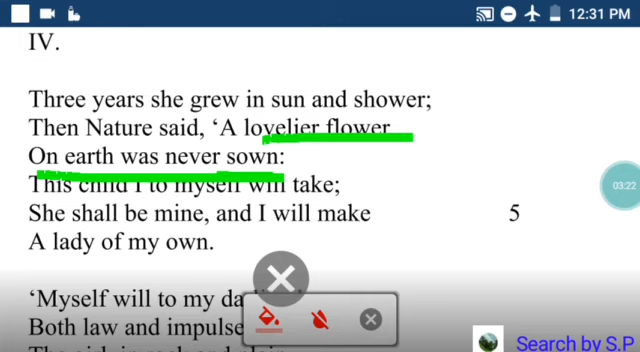 12:31 PM
IV.
Three years she grew in sun and shower;
Then Nature said, ‘A lovelier flower
On earth was never sown:
This child I to myself will take;
03:22
She shall be mine, and I will make 5
A lady of my own.
‘Myself will to my
Both law and impulse
Search by S.P